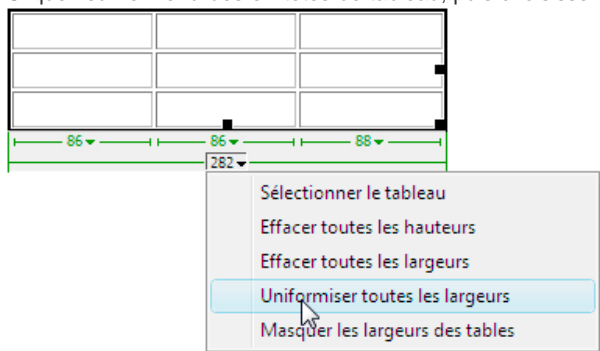 86 86 88
282
Sélectionner le tableau
Effacer toutes les hauteurs
Effacer toutes les largeurs
Uniformiser toutes les largeurs
Masquer les largeurs des tables